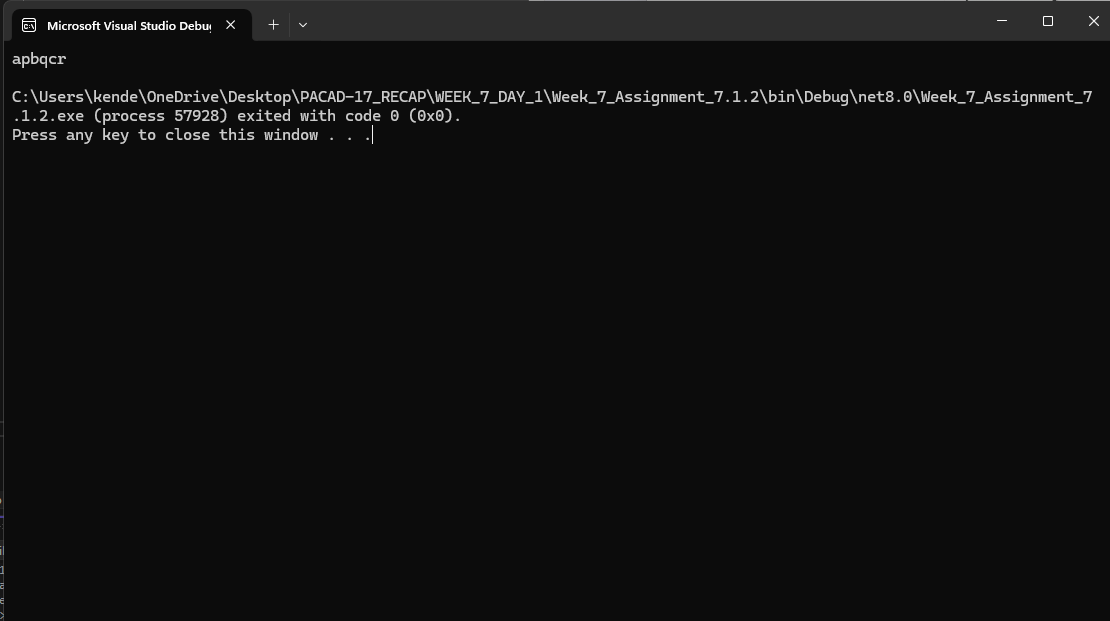 Microsoft Visual Studio Debu
apbqcr
C:\Users\kende\OneDrive\Desktop\PACAD-17_RECAP\WEEK_7_DAY_1\Week_7_Assignment_7.1.2\bin\Debug\net8.0\Week_7_Assignment_7
.1.2.exe (process 57928) exited with code 0 (0x0).
Press any key to close this window . . .